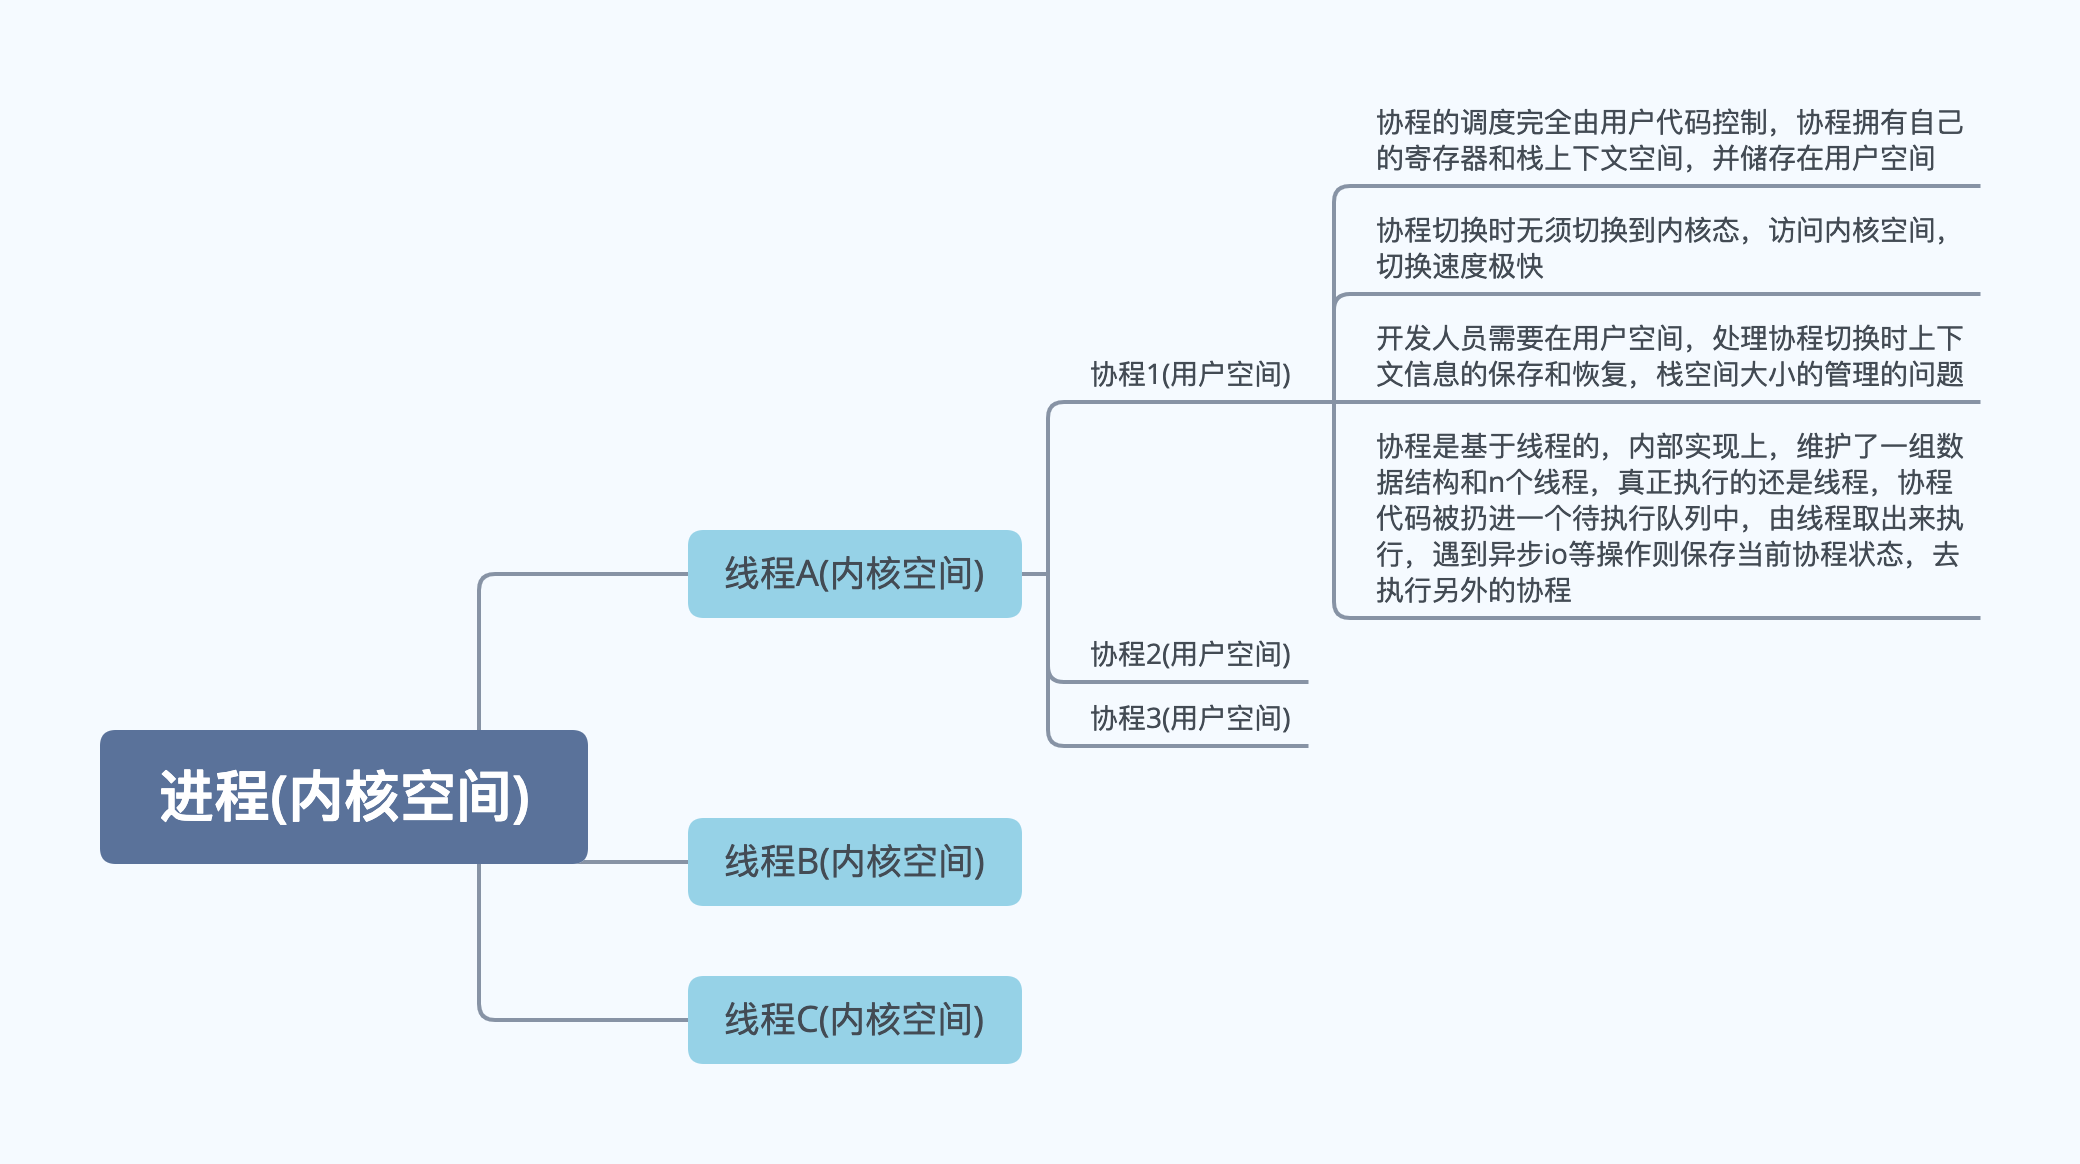 进程(内核空间)
线程A(内核空间)
协程1(用户空间)
协程的调度完全由用户代码控制，协程拥有自己
的寄存器和栈上下文空间，并储存在用户空间
协程切换时无须切换到内核态，访问内核空间，
切换速度极快
开发人员需要在用户空间，处理协程切换时上下
文信息的保存和恢复，栈空间大小的管理的问题
协程是基于线程的，内部实现上，维护了一组数
据结构和n个线程，真正执行的还是线程，协程
代码被扔进一个待执行队列中，由线程取出来执
行，遇到异步io等操作则保存当前协程状态，去
执行另外的协程
协程2(用户空间)
协程3(用户空间)
线程B(内核空间)
线程C(内核空间)